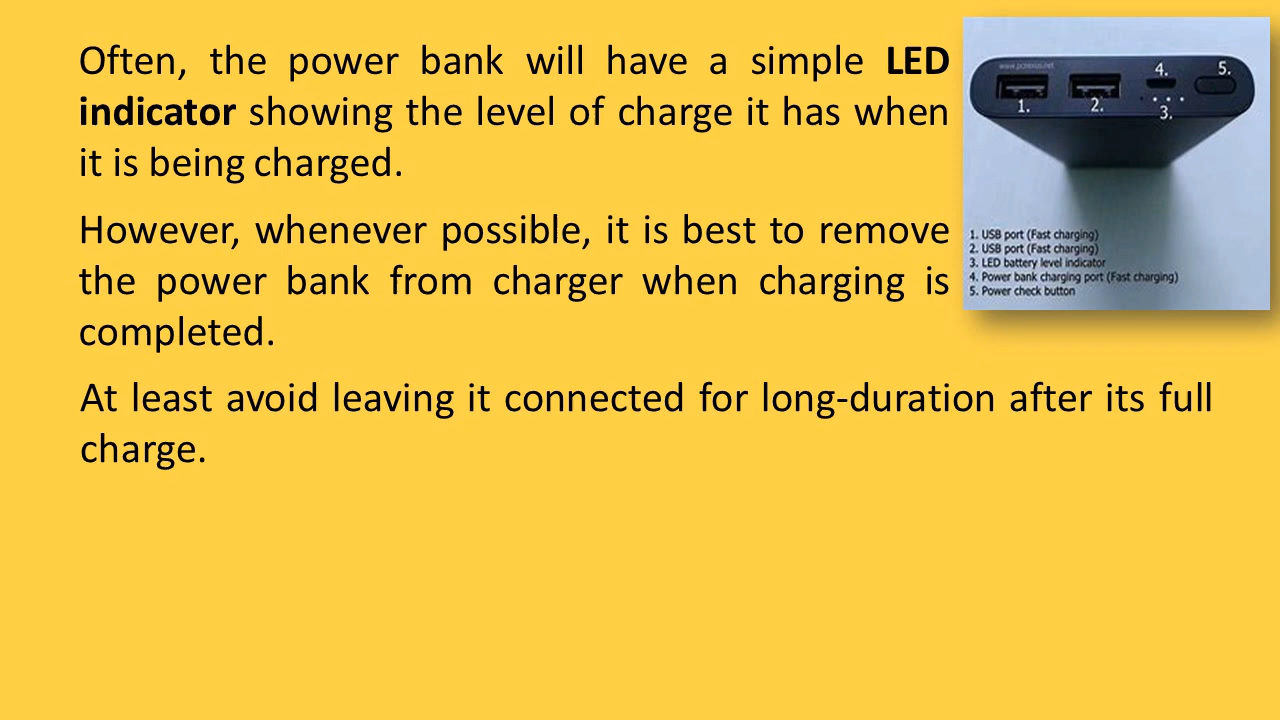 Often, the power bank will have a simple LED
indicator showing the level of charge it has when
it is being charged.
However, whenever possible, it is best to remove
the power bank from charger when charging is
completed.
At least avoid leaving it connected for long-duration after its full
charge.
www.pcnexus.net
4.
5.
1.
2.
3.
1. USB port (Fast charging)
2. USB port (Fast charging)
3. LED battery level indicator
4. Power bank charging port (Fast charging)
5. Power check button